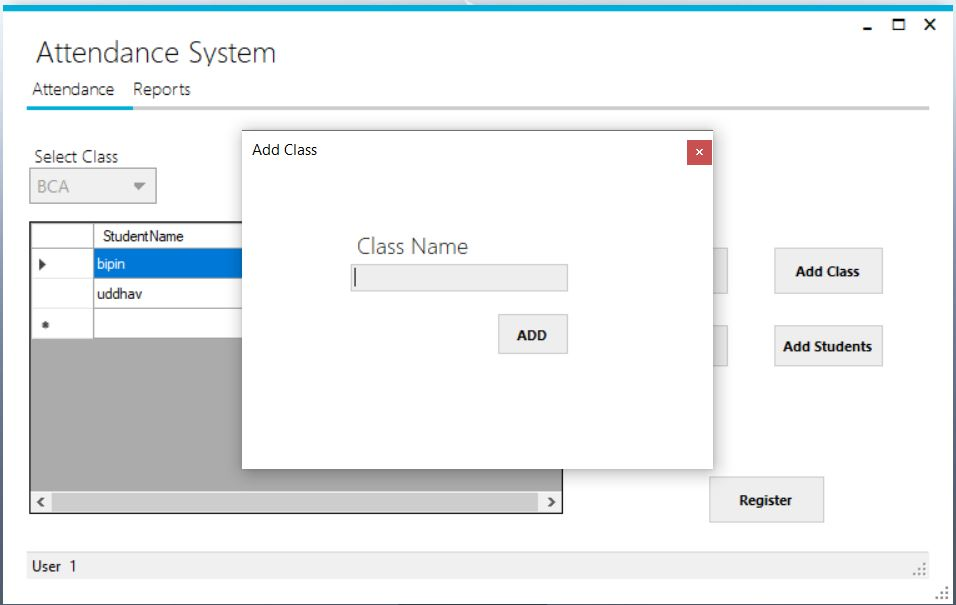 Attendance System
Attendance Reports
Select Class
BCA
StudentName
bipin
uddhav
Add Class
Class Name
ADD
Add Class
Add Students
Register
User 1